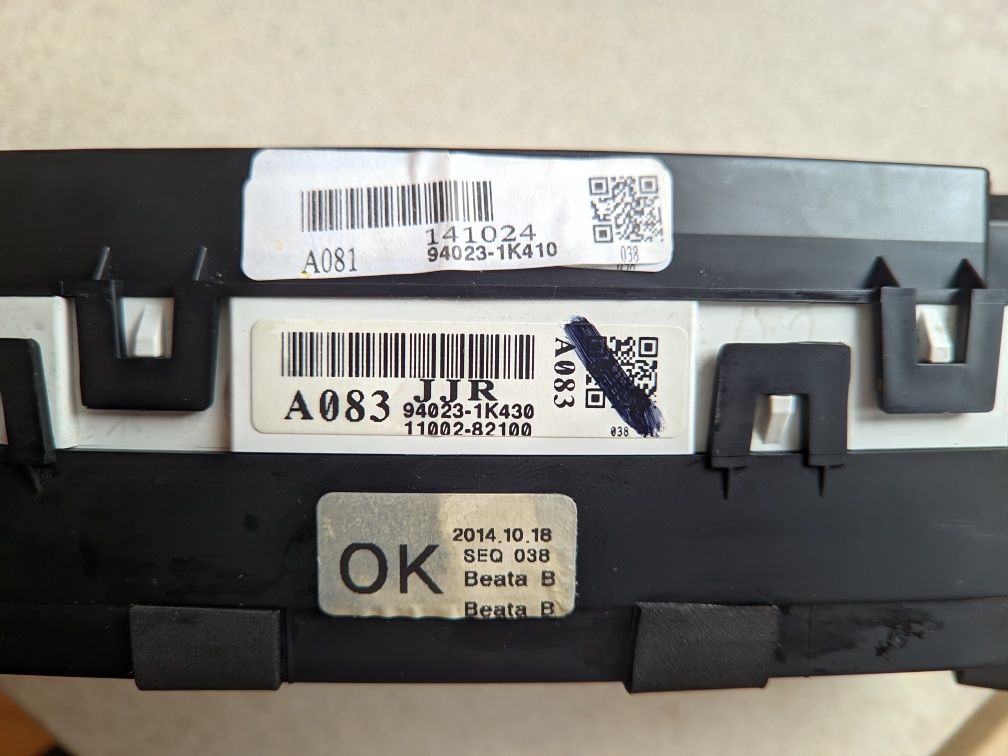 141024
A081 94023-1K410
038
JJR
A083 94023-1K430
11002-82100
A083
038
OK
2014.10.18
SEQ 038
Beata B
Beata B